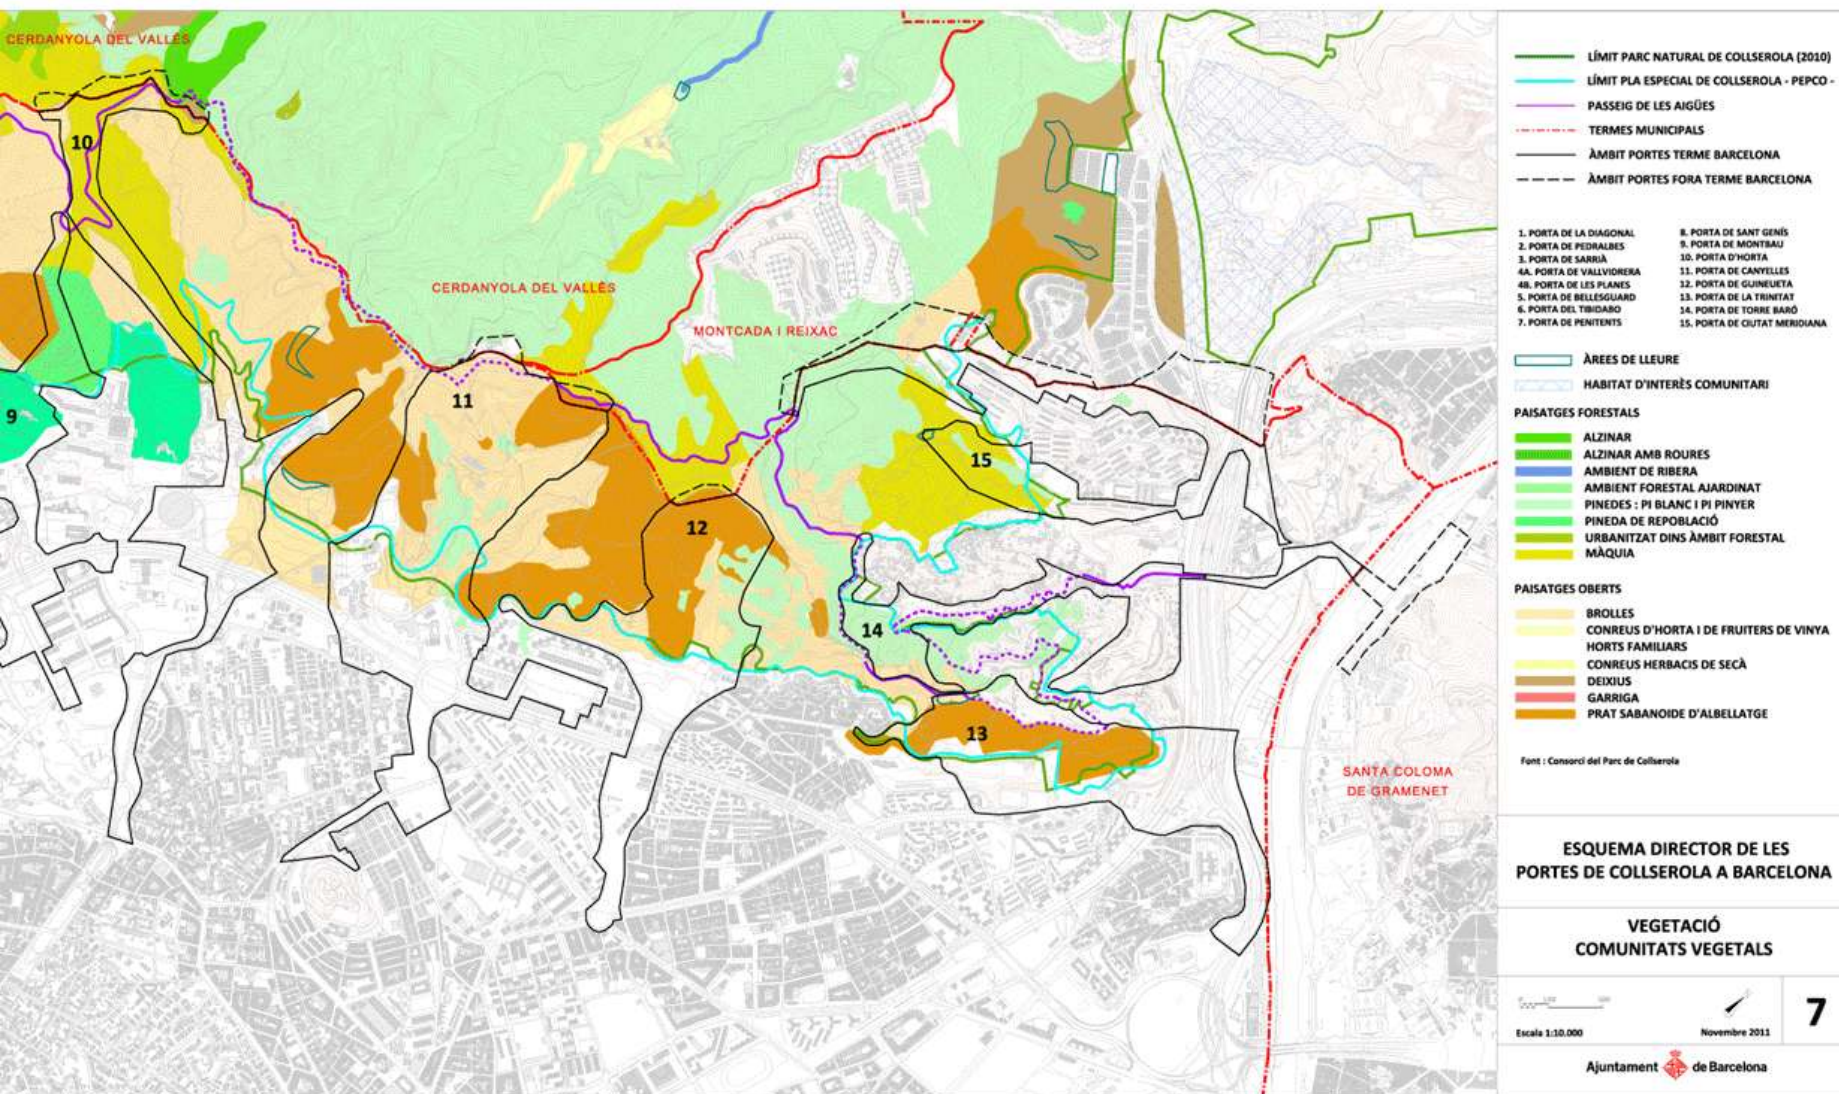 CERDANYOLA DEL VALLÉS
10
CERDANYOLA DEL VALLÉS
MONTCADA I REIXAC
11
9
15
12
14
13
SANTA COLOMA
DE GRAMENET
LÍMIT PARC NATURAL DE COLLSEROLA (2010)
LÍMIT PLA ESPECIAL DE COLLSEROLA - PEPCO -
PASSEIG DE LES AIGÜES
TERMES MUNICIPALS
ÀMBIT PORTES TERME BARCELONA
ÀMBIT PORTES FORA TERME BARCELONA
1. PORTA DE LA DIAGONAL
2. PORTA DE PEDRALBES
3. PORTA DE SARRIÀ
4A. PORTA DE VALLVIDRERA
4B. PORTA DE LES PLANES
5. PORTA DE BELLESGUARD
6. PORTA DEL TIBIDABO
7. PORTA DE PENITENTS
8. PORTA DE SANT GENÍS
9. PORTA DE MONTBAU
10. PORTA D'HORTA
11. PORTA DE CANYELLES
12. PORTA DE GUINEUETA
13. PORTA DE LA TRINITAT
14. PORTA DE TORRE BARÓ
15. PORTA DE CIUTAT MERIDIANA
ÀREES DE LLEURE
HABITAT D'INTERÈS COMUNITARI
PAISATGES FORESTALS
ALZINAR
ALZINAR AMB ROURES
AMBIENT DE RIBERA
AMBIENT FORESTAL AJARDINAT
PINEDES : PI BLANC I PI PINYER
PINEDA DE REPOBLACIÓ
URBANITZAT DINS ÀMBIT FORESTAL
MÀQUIA
PAISATGES OBERTS
BROLLES
CONREUS D'HORTA I DE FRUITERS DE VINYA
HORTS FAMILIARS
CONREUS HERBACIS DE SECÀ
DEIXIUS
GARRIGA
PRAT SABANOIDE D'ALBELLATGE
Font : Consorci del Parc de Collserola
ESQUEMA DIRECTOR DE LES
PORTES DE COLLSEROLA A BARCELONA
VEGETACIÓ
COMUNITATS VEGETALS
Escala 1:10.000
Novembre 2011
7
Ajuntament de Barcelona